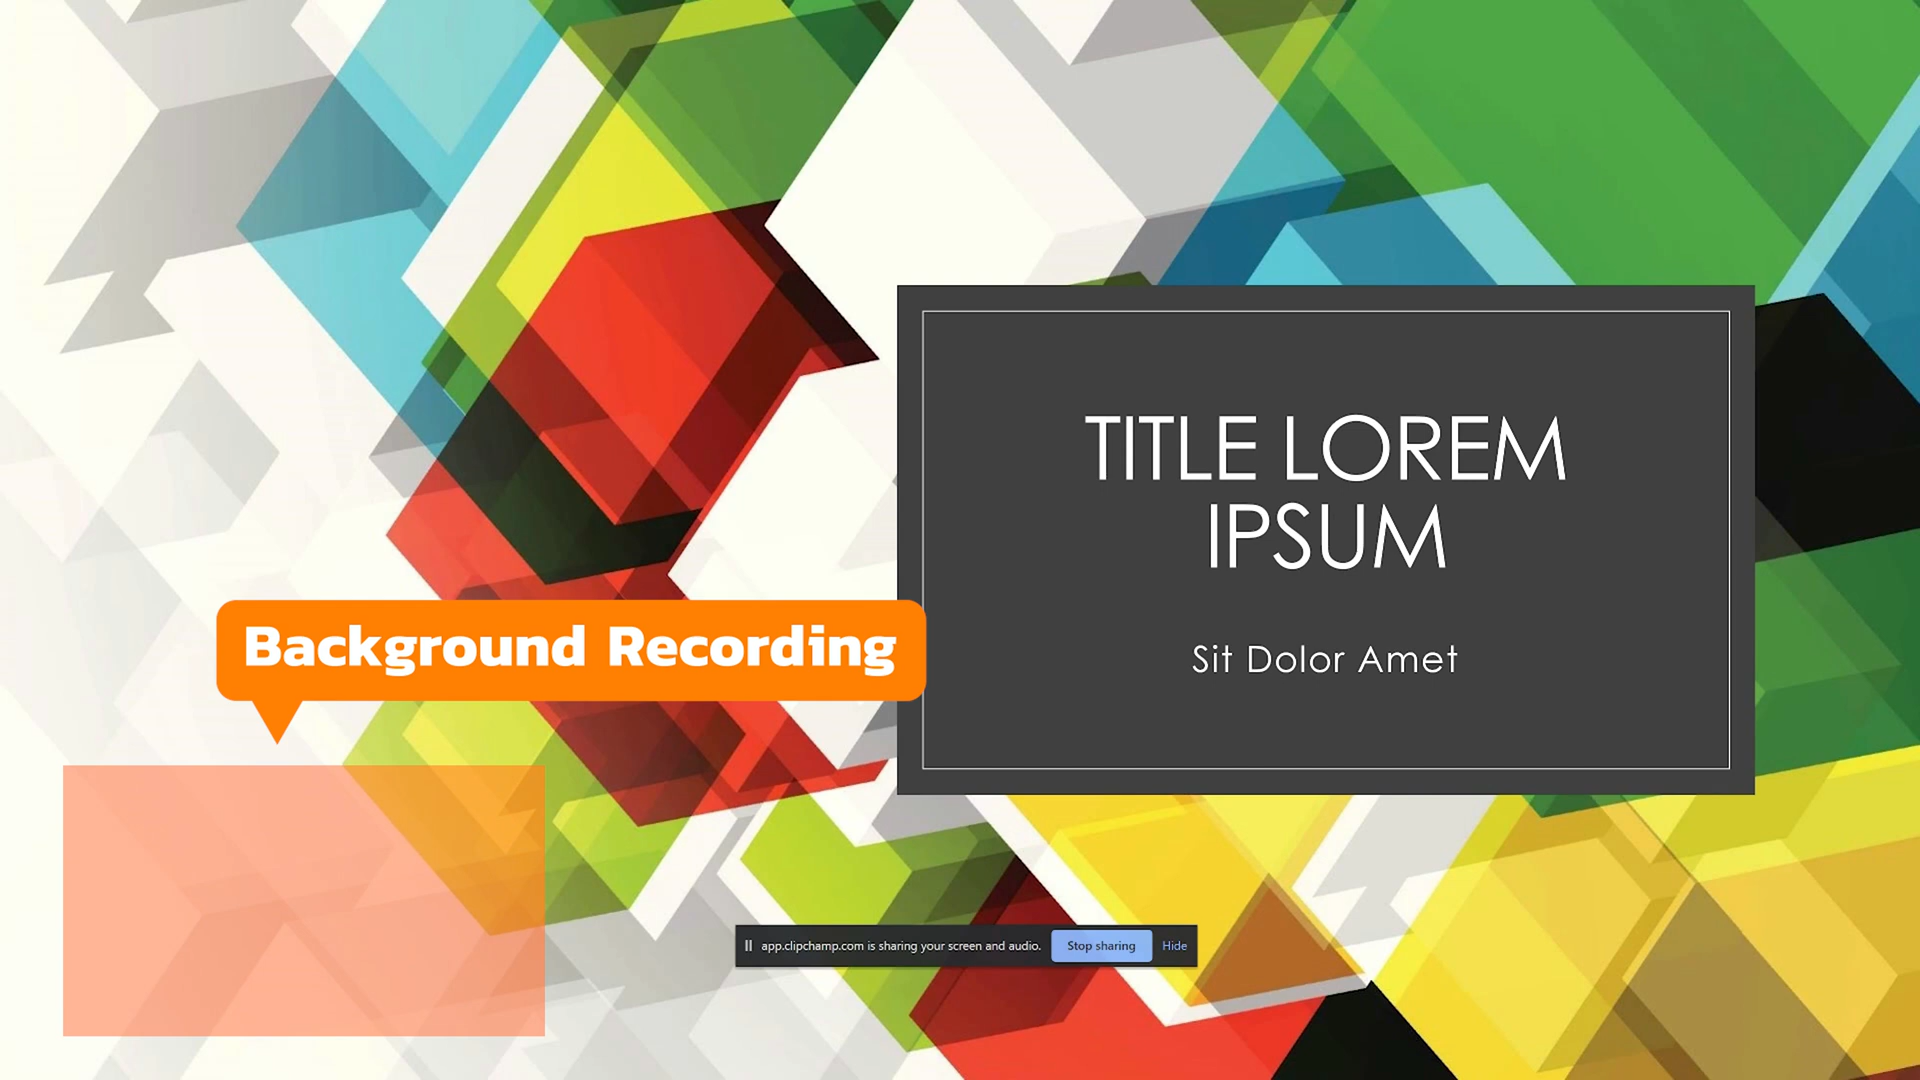 TITLE LOREM
IPSUM
Sit Dolor Amet
Background Recording
app.clipchamp.com is sharing your screen and audio. Stop sharing Hide